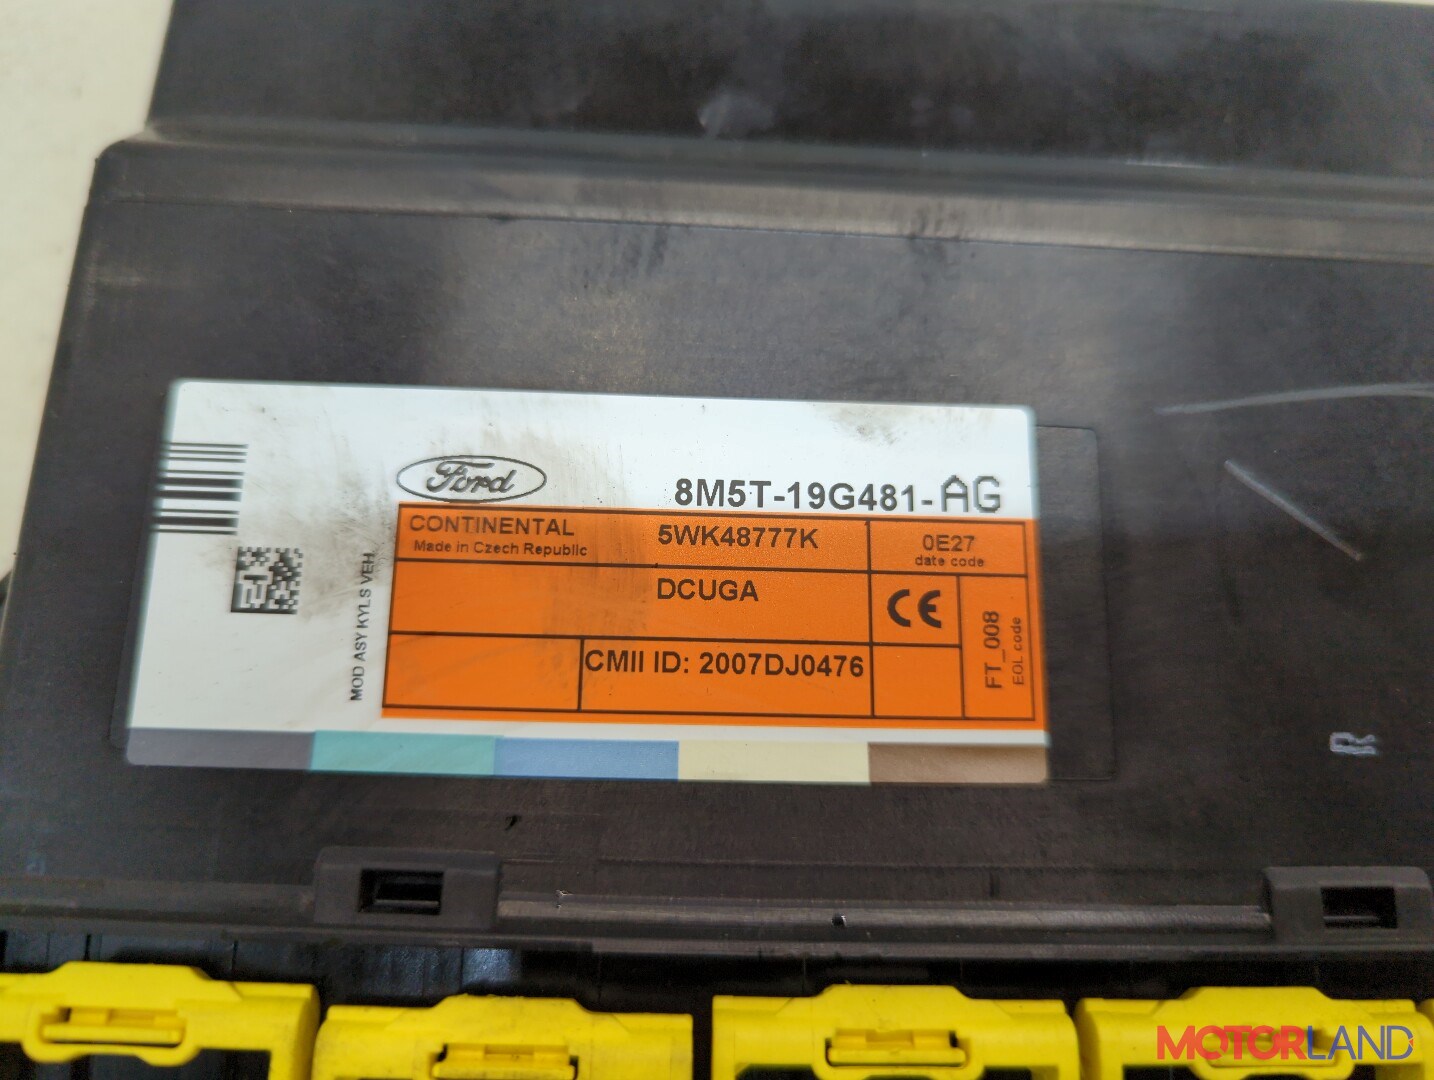 Ford
8M5T-19G481-AG
CONTINENTAL
Made in Czech Republic
5WK48777K
0E27
date code
DCUGA
CE
CMII ID: 2007DJ0476
FT_008
EOL code
MOD ASY KYLS VEH
R
MOTORLAND